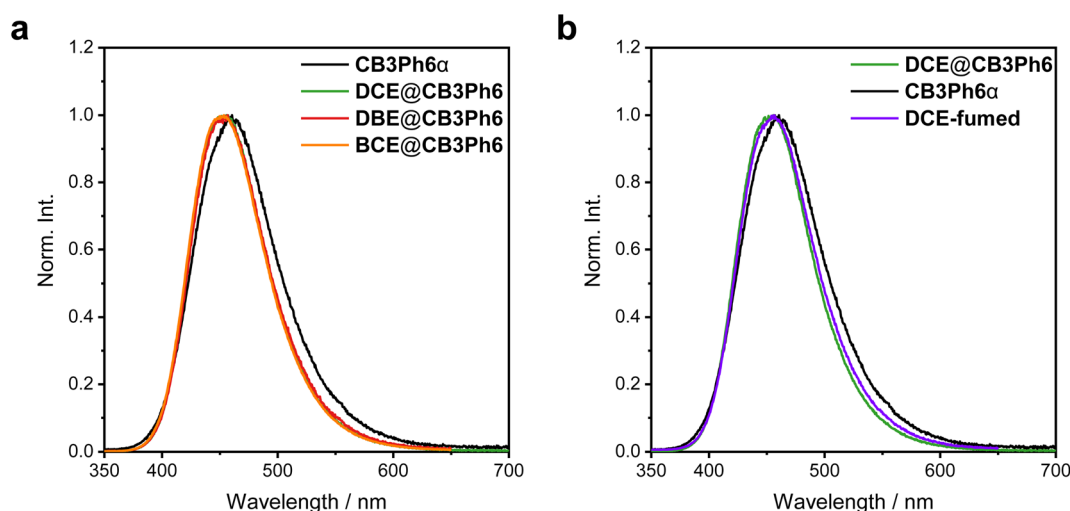 a
1.2
1.0
0.8
0.6
0.4
0.2
0.0
Norm. Int.
CB3Ph6α
DCE@CB3Ph6
DBE@CB3Ph6
BCE@CB3Ph6
350 400 500 600 700
Wavelength / nm
b
1.2
1.0
0.8
0.6
0.4
0.2
0.0
Norm. Int.
DCE@CB3Ph6
CB3Ph6α
DCE-fumed
350 400 500 600 700
Wavelength / nm